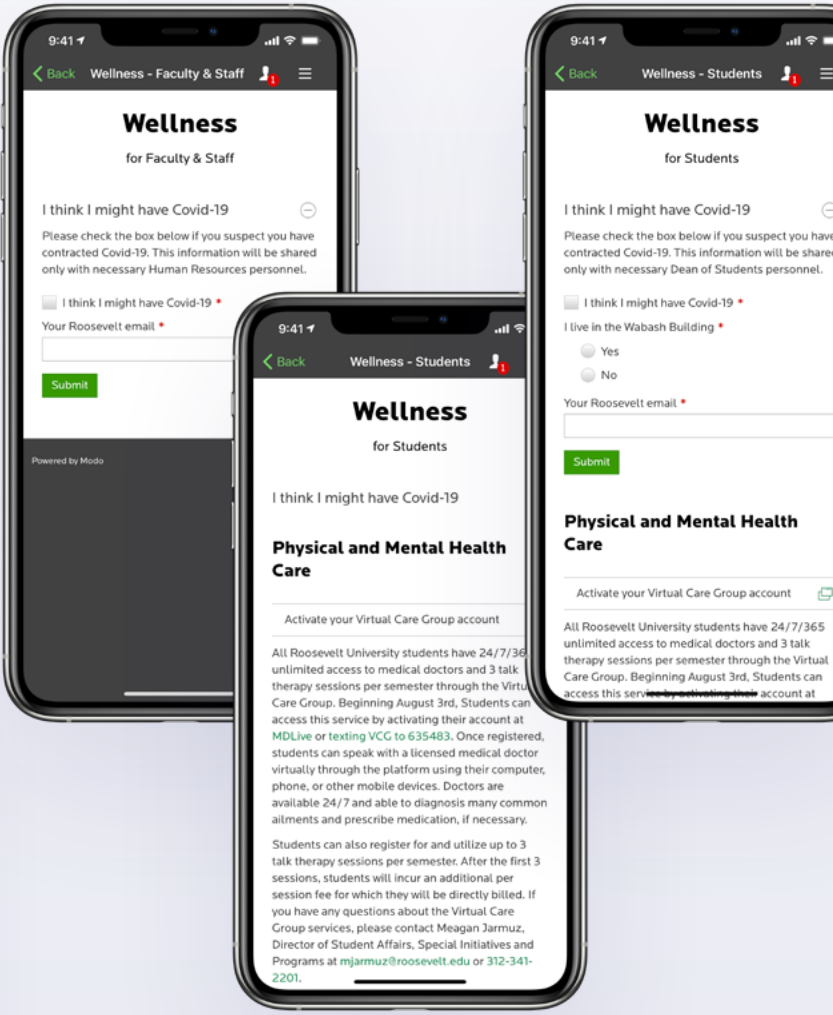 9:41
Back Wellness - Faculty & Staff 1
Wellness
for Faculty & Staff
I think I might have Covid-19
Please check the box below if you suspect you have
contracted Covid-19. This information will be shared
only with necessary Human Resources personnel.
I think I might have Covid-19 *
Your Roosevelt email *
Submit
Powered by Modo
9:41
Back Wellness - Students 1
Wellness
for Students
I think I might have Covid-19
Physical and Mental Health
Care
Activate your Virtual Care Group account
All Roosevelt University students have 24/7/36
unlimited access to medical doctors and 3 talk
therapy sessions per semester through the Virtu
Care Group. Beginning August 3rd, Students can
access this service by activating their account at
MDLive or texting VCG to 635483. Once registered,
students can speak with a licensed medical doctor
virtually through the platform using their computer,
phone, or other mobile devices. Doctors are
available 24/7 and able to diagnosis many common
ailments and prescribe medication, if necessary.
Students can also register for and utilize up to 3
talk therapy sessions per semester. After the first 3
sessions, students will incur an additional per
session fee for which they will be directly billed. If
you have any questions about the Virtual Care
Group services, please contact Meagan Jarmuz,
Director of Student Affairs, Special Initiatives and
Programs at mjarmuz@roosevelt.edu or 312-341-
2201.
9:41
Back Wellness - Students 1
Wellness
for Students
I think I might have Covid-19
Please check the box below if you suspect you have
contracted Covid-19. This information will be shared
only with necessary Dean of Students personnel.
I think I might have Covid-19 *
I live in the Wabash Building *
Yes
No
Your Roosevelt email *
Submit
Physical and Mental Health
Care
Activate your Virtual Care Group account
All Roosevelt University students have 24/7/365
unlimited access to medical doctors and 3 talk
therapy sessions per semester through the Virtual
Care Group. Beginning August 3rd, Students can
access this service by activating their account at